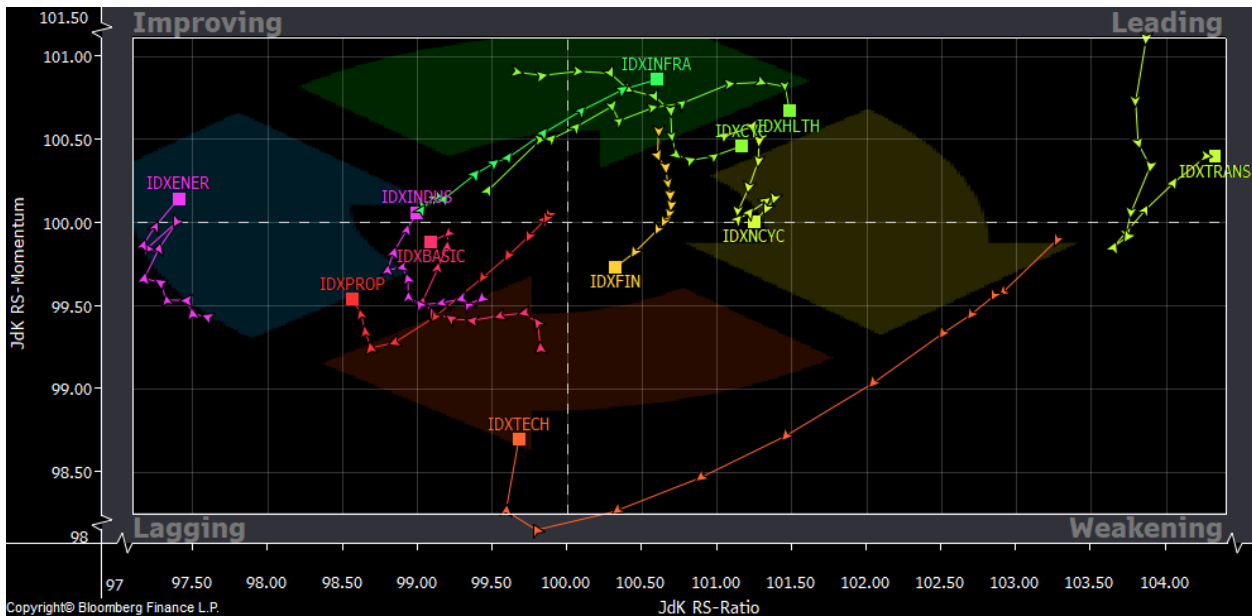 101.50
Improving
Leading
101.00
IDXINFRA
100.50
IDXCYC
IDXHLTH
IDXENER
IDXINDUS
IDXTRANS
100.00
IDXNCYC
IDXBASIC
IDXPROP
IDXFIN
99.50
JdK RS-Momentum
99.00
IDXTECH
98.50
98
Lagging
Weakening
97
97.50
98.00
98.50
99.00
99.50
100.00
100.50
101.00
101.50
102.00
102.50
103.00
103.50
104.00
Copyright© Bloomberg Finance L.P.
JdK RS-Ratio